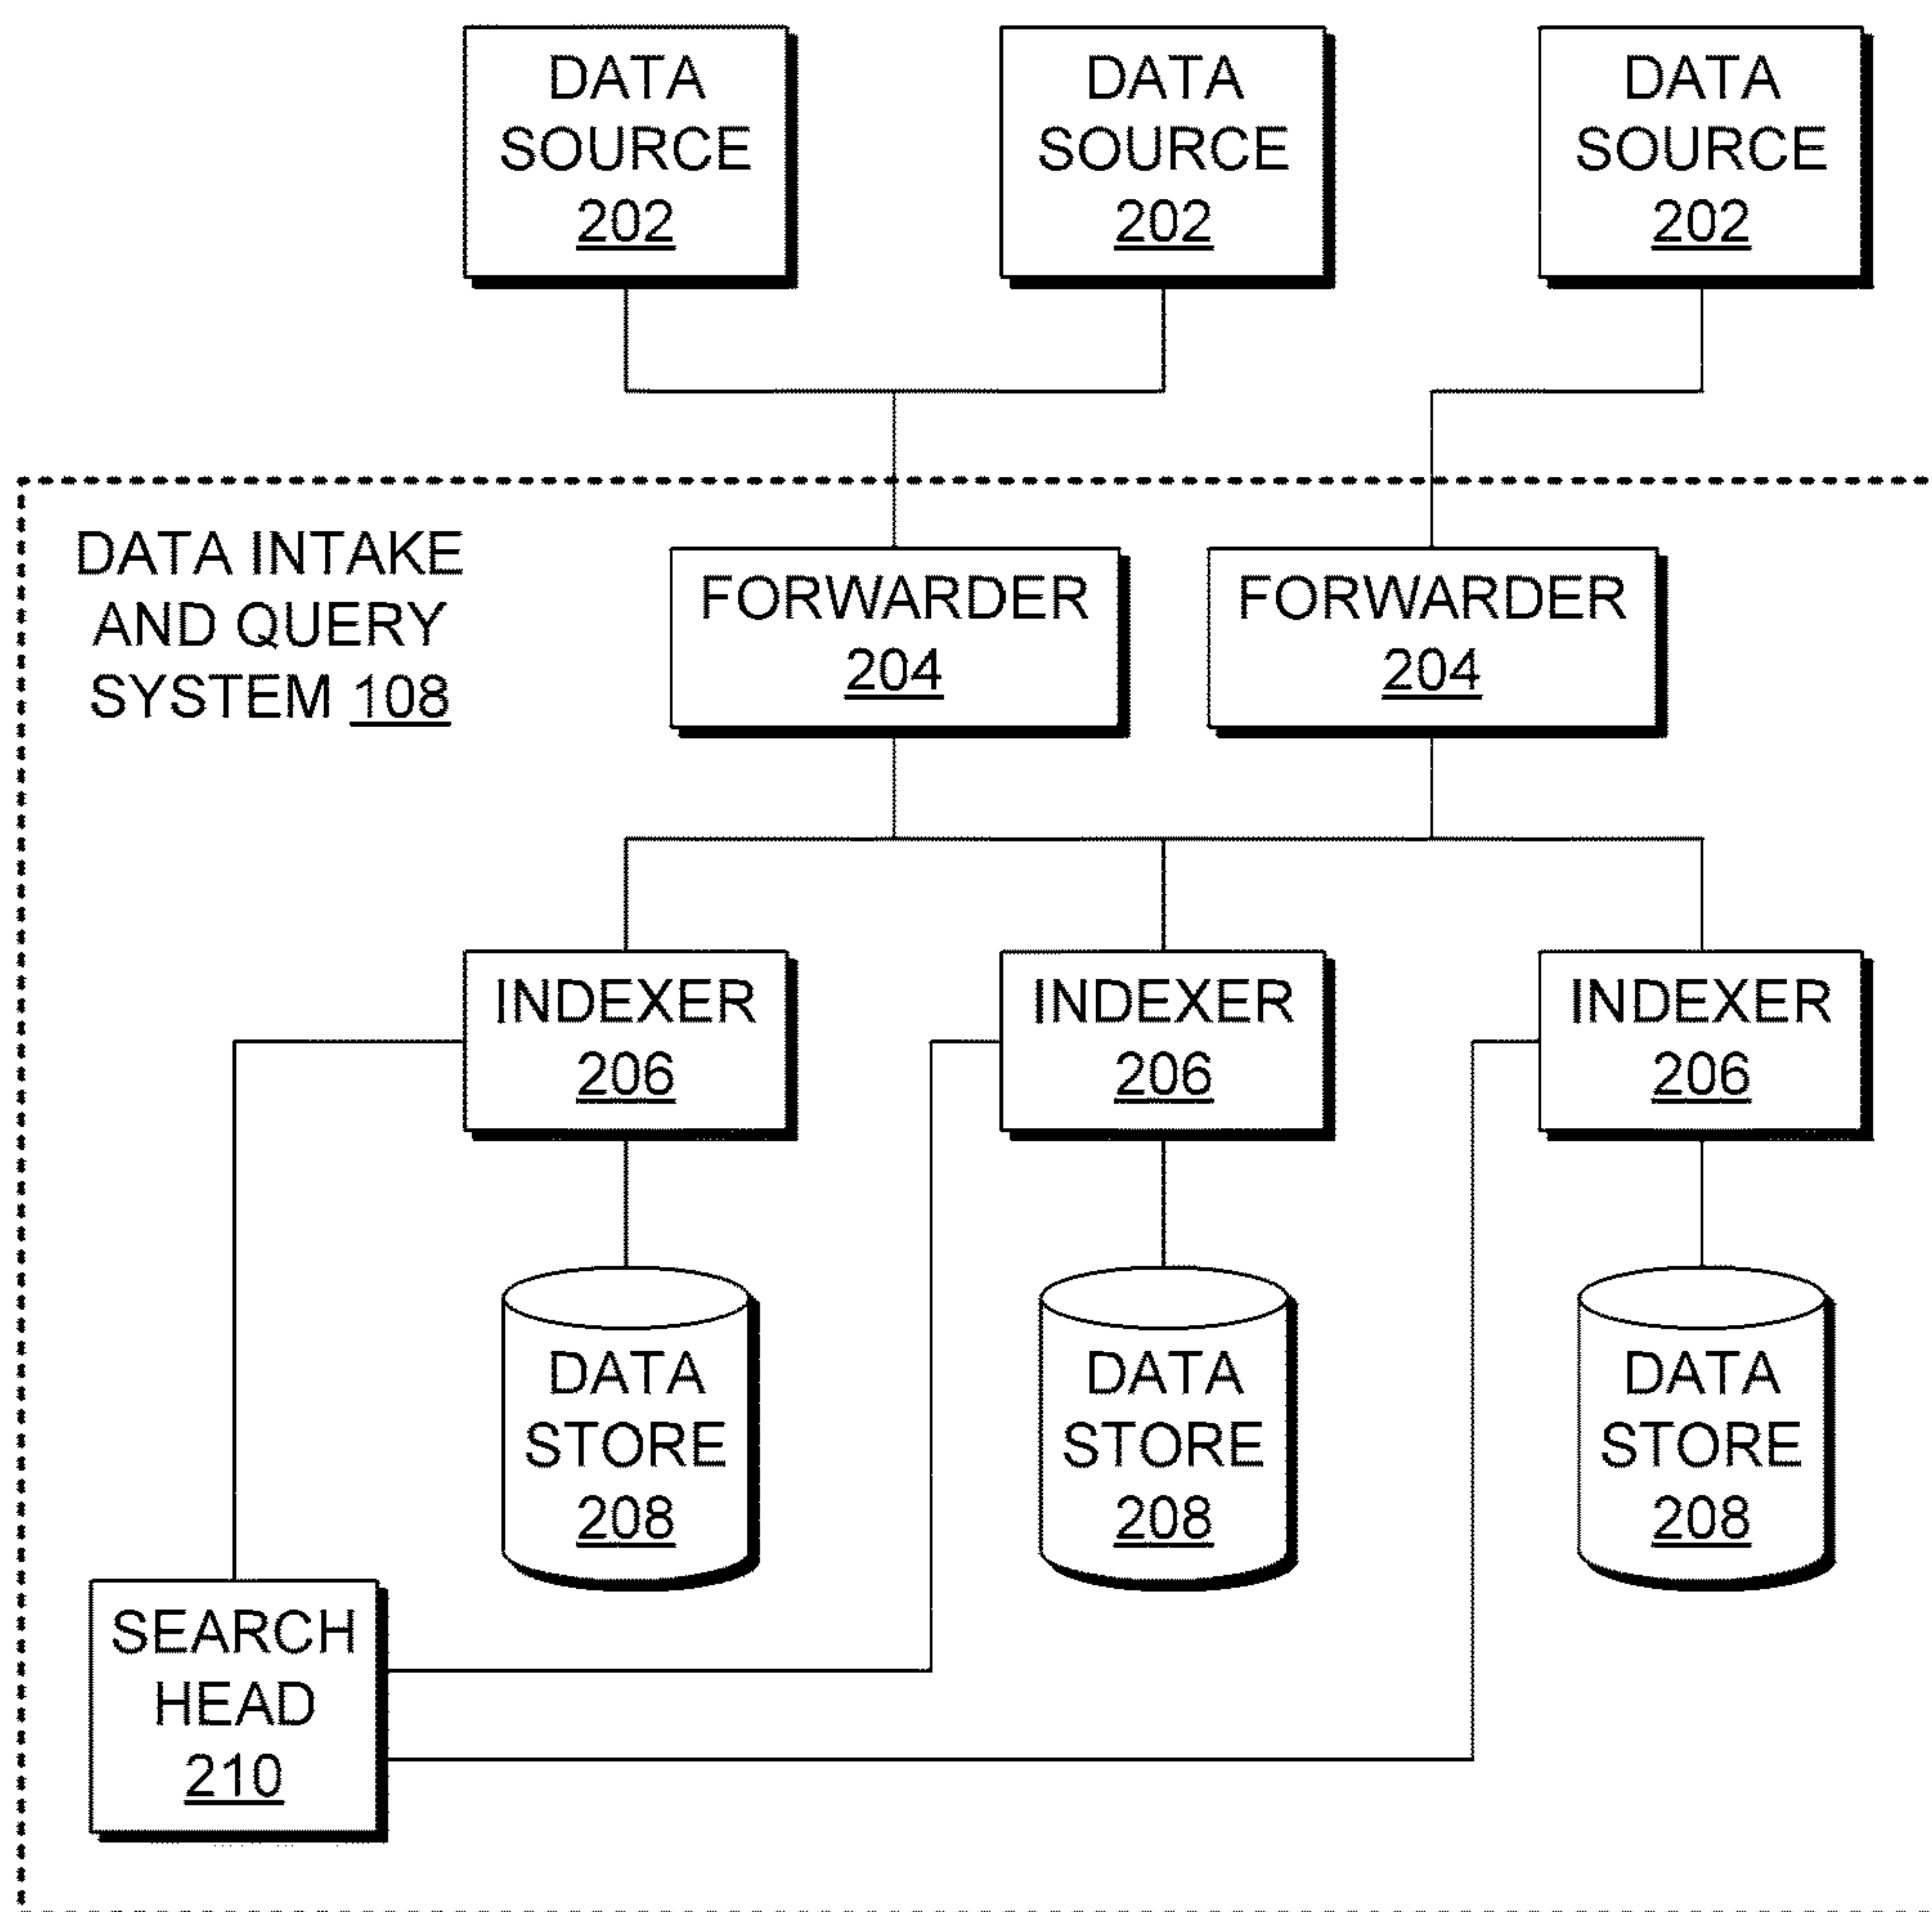 DATA
SOURCE
202
DATA
SOURCE
202
DATA
SOURCE
202
DATA INTAKE
AND QUERY
SYSTEM 108
FORWARDER
204
FORWARDER
204
INDEXER
206
INDEXER
206
INDEXER
206
DATA
STORE
208
DATA
STORE
208
DATA
STORE
208
SEARCH
HEAD
210